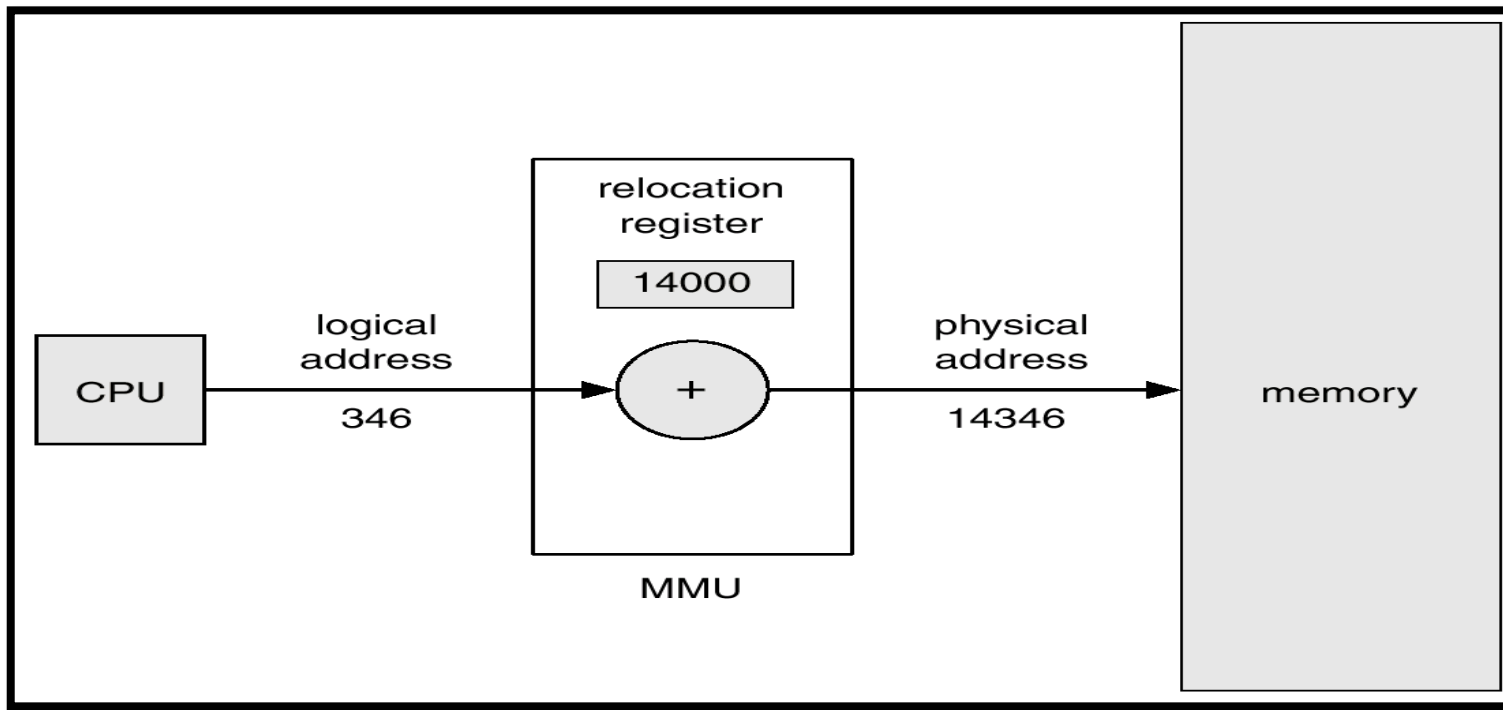 relocation
register
14000
logical
address
physical
address
CPU
+
memory
346
14346
MMU